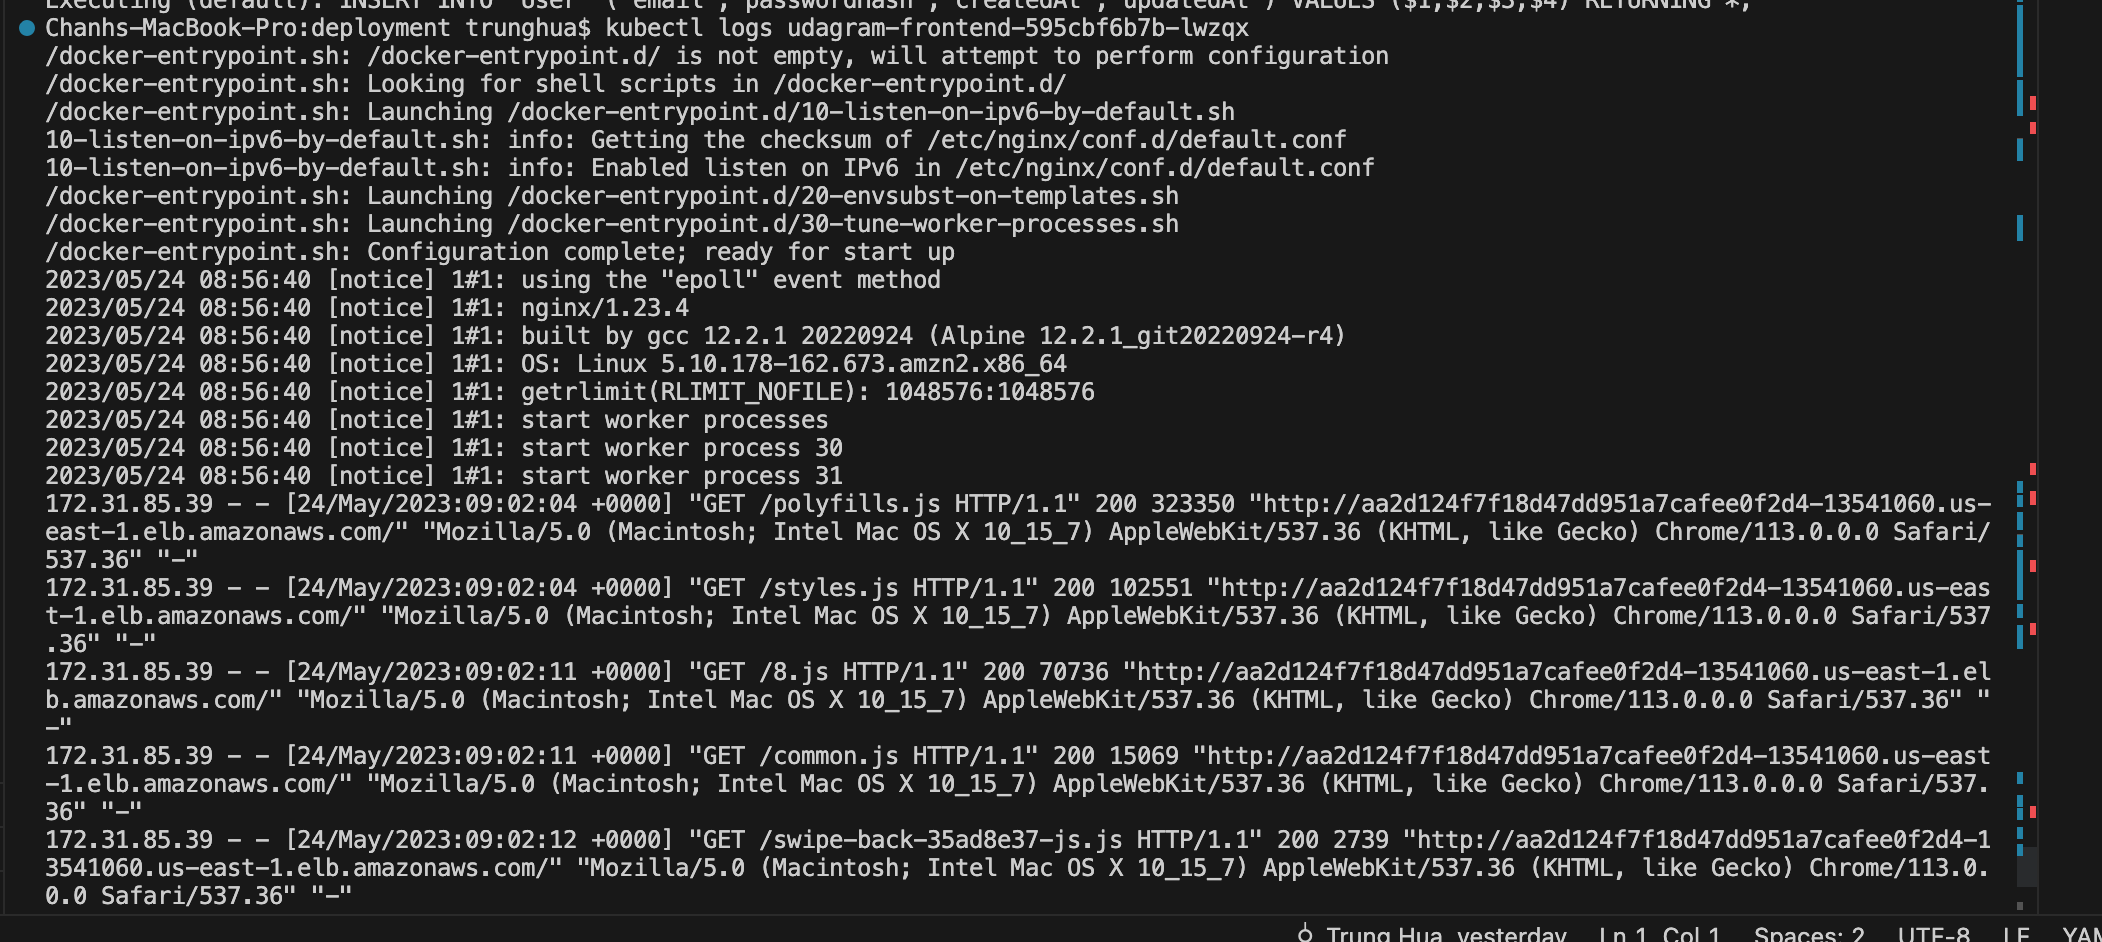 Executing (default): INSERT INTO "User" ("email","passwordHash","createdAt","updatedAt") VALUES ($1,$2,$3,$4) RETURNING *;
Chanhs-MacBook-Pro:deployment trunghua$ kubectl logs udagram-frontend-595cbf6b7b-lwzqx
/docker-entrypoint.sh: /docker-entrypoint.d/ is not empty, will attempt to perform configuration
/docker-entrypoint.sh: Looking for shell scripts in /docker-entrypoint.d/
/docker-entrypoint.sh: Launching /docker-entrypoint.d/10-listen-on-ipv6-by-default.sh
10-listen-on-ipv6-by-default.sh: info: Getting the checksum of /etc/nginx/conf.d/default.conf
10-listen-on-ipv6-by-default.sh: info: Enabled listen on IPv6 in /etc/nginx/conf.d/default.conf
/docker-entrypoint.sh: Launching /docker-entrypoint.d/20-envsubst-on-templates.sh
/docker-entrypoint.sh: Launching /docker-entrypoint.d/30-tune-worker-processes.sh
/docker-entrypoint.sh: Configuration complete; ready for start up
2023/05/24 08:56:40 [notice] 1#1: using the "epoll" event method
2023/05/24 08:56:40 [notice] 1#1: nginx/1.23.4
2023/05/24 08:56:40 [notice] 1#1: built by gcc 12.2.1 20220924 (Alpine 12.2.1_git20220924-r4)
2023/05/24 08:56:40 [notice] 1#1: OS: Linux 5.10.178-162.673.amzn2.x86_64
2023/05/24 08:56:40 [notice] 1#1: getrlimit(RLIMIT_NOFILE): 1048576:1048576
2023/05/24 08:56:40 [notice] 1#1: start worker processes
2023/05/24 08:56:40 [notice] 1#1: start worker process 30
2023/05/24 08:56:40 [notice] 1#1: start worker process 31
172.31.85.39 - - [24/May/2023:09:02:04 +0000] "GET /polyfills.js HTTP/1.1" 200 323350 "http://aa2d124f7f18d47dd951a7cafee0f2d4-13541060.us-
east-1.elb.amazonaws.com/" "Mozilla/5.0 (Macintosh; Intel Mac OS X 10_15_7) AppleWebKit/537.36 (KHTML, like Gecko) Chrome/113.0.0.0 Safari/
537.36" "-"
172.31.85.39 - - [24/May/2023:09:02:04 +0000] "GET /styles.js HTTP/1.1" 200 102551 "http://aa2d124f7f18d47dd951a7cafee0f2d4-13541060.us-eas
t-1.elb.amazonaws.com/" "Mozilla/5.0 (Macintosh; Intel Mac OS X 10_15_7) AppleWebKit/537.36 (KHTML, like Gecko) Chrome/113.0.0.0 Safari/537
.36" "-"
172.31.85.39 - - [24/May/2023:09:02:11 +0000] "GET /8.js HTTP/1.1" 200 70736 "http://aa2d124f7f18d47dd951a7cafee0f2d4-13541060.us-east-1.el
b.amazonaws.com/" "Mozilla/5.0 (Macintosh; Intel Mac OS X 10_15_7) AppleWebKit/537.36 (KHTML, like Gecko) Chrome/113.0.0.0 Safari/537.36" "
-"
172.31.85.39 - - [24/May/2023:09:02:11 +0000] "GET /common.js HTTP/1.1" 200 15069 "http://aa2d124f7f18d47dd951a7cafee0f2d4-13541060.us-east
-1.elb.amazonaws.com/" "Mozilla/5.0 (Macintosh; Intel Mac OS X 10_15_7) AppleWebKit/537.36 (KHTML, like Gecko) Chrome/113.0.0.0 Safari/537.
36" "-"
172.31.85.39 - - [24/May/2023:09:02:12 +0000] "GET /swipe-back-35ad8e37-js.js HTTP/1.1" 200 2739 "http://aa2d124f7f18d47dd951a7cafee0f2d4-1
3541060.us-east-1.elb.amazonaws.com/" "Mozilla/5.0 (Macintosh; Intel Mac OS X 10_15_7) AppleWebKit/537.36 (KHTML, like Gecko) Chrome/113.0.
0.0 Safari/537.36" "-"
Trung Hua, yesterday Ln 1, Col 1 Spaces: 2 UTF-8 LF YAM